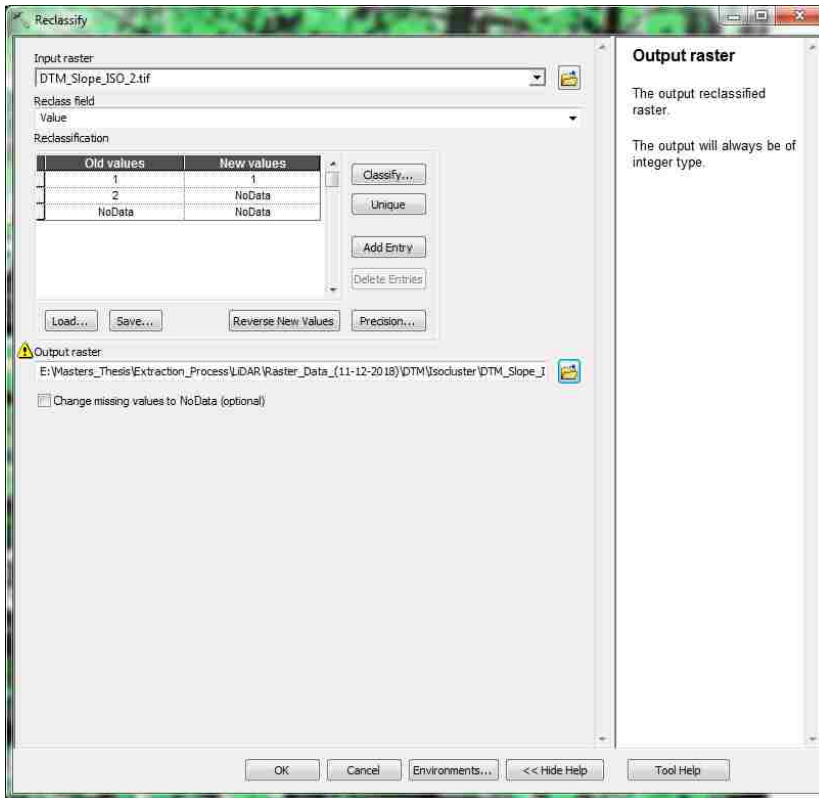 Reclassify
Input raster
DTM_Slope_ISO_2.tif
Reclass field
Value
Reclassification
Old values New values
1 1
2 NoData
NoData NoData
Classify...
Unique
Add Entry
Delete Entries
Load... Save... Reverse New Values Precision...
Output raster
E:\Masters_Thesis\Extraction_Process\LiDAR\Raster_Data_(11-12-2018)\DTM\Isocluster\DTM_Slope_I
Change missing values to NoData (optional)
OK Cancel Environments... << Hide Help Tool Help
Output raster
The output reclassified
raster.
The output will always be of
integer type.